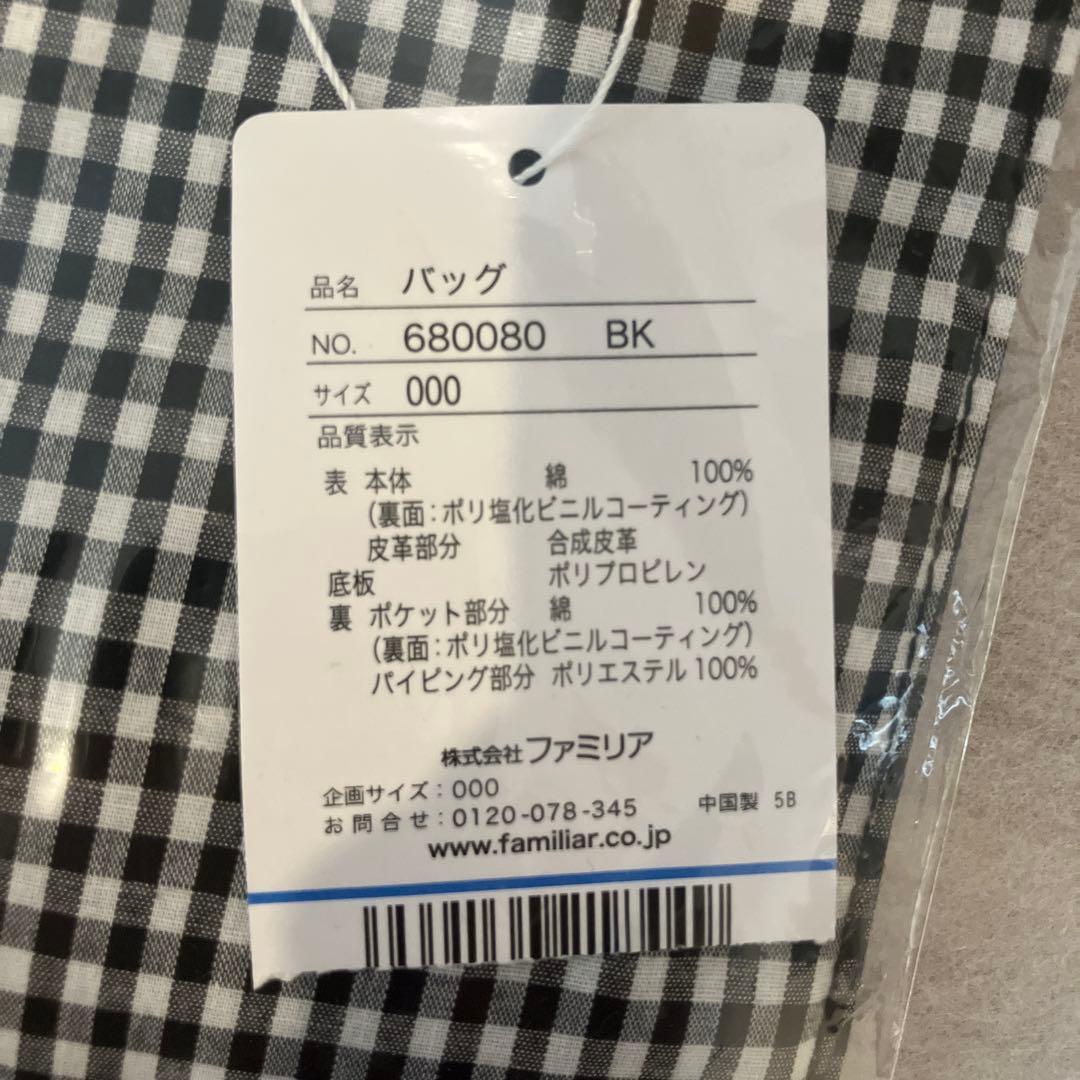 品名 バッグ
NO. 680080 BK
サイズ 000
品質表示
表 本体 綿 100%
(裏面:ポリ塩化ビニルコーティング)
皮革部分 合成皮革
底板 ポリプロピレン
裏 ポケット部分 綿 100%
(裏面:ポリ塩化ビニルコーティング)
パイピング部分 ポリエステル 100%
株式会社ファミリア
企画サイズ:000
お問合せ:0120-078-345 中国製 5B
www.familiar.co.jp